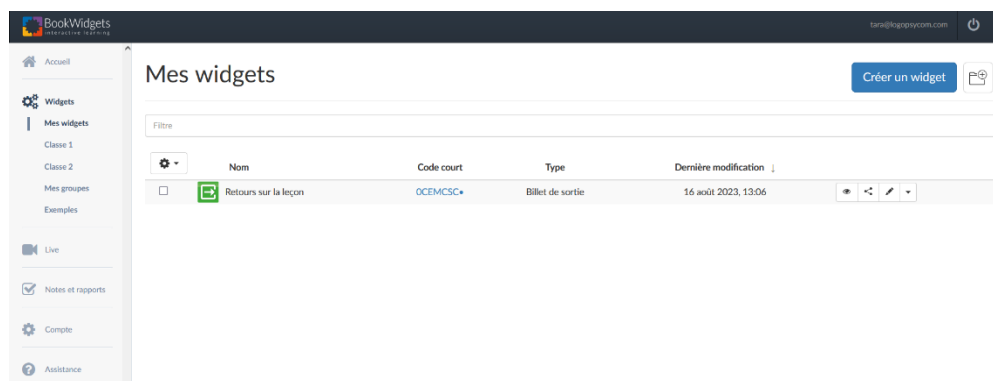 BookWidgets
interactive learning
tara@logopsycom.com
Accueil
Widgets
Mes widgets
Classe 1
Classe 2
Mes groupes
Exemples
Live
Notes et rapports
Compte
Assistance
Mes widgets
Créer un widget
Filtre
Nom Code court Type Dernière modification ↓
Retours sur la leçon 0CEMCSC• Billet de sortie 16 août 2023, 13:06